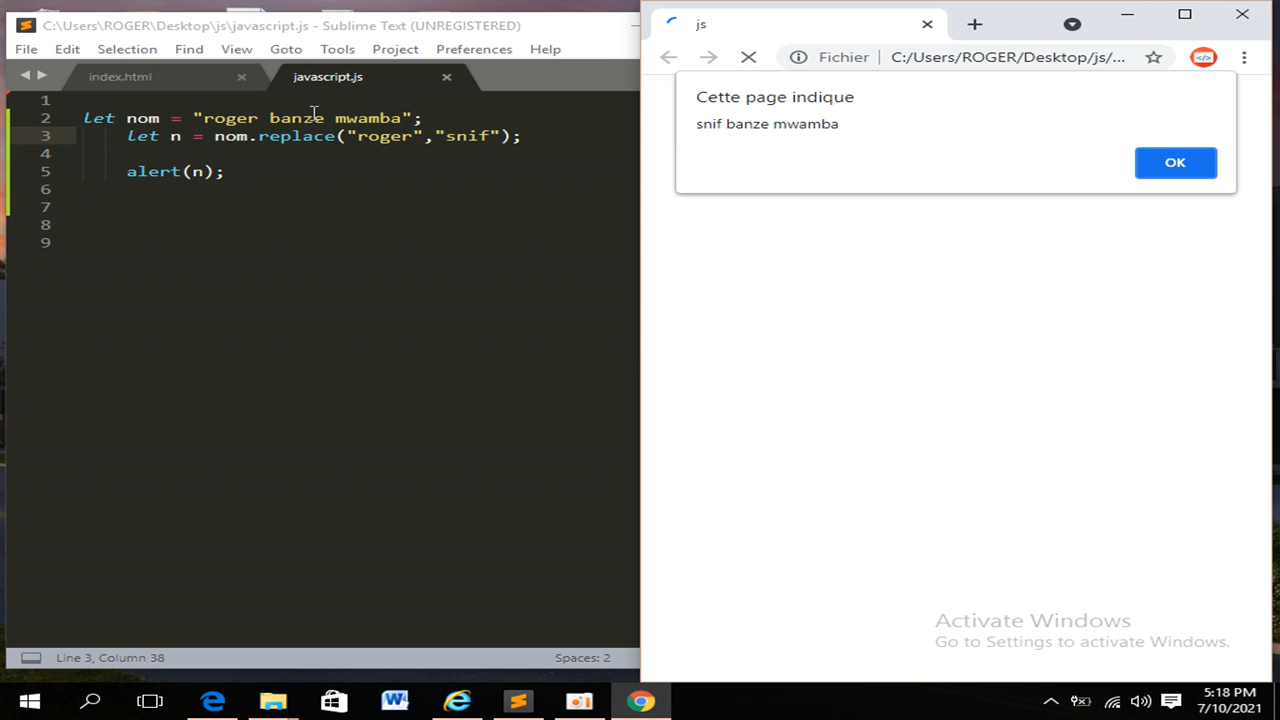 C:\Users\ROGER\Desktop\js\javascript.js - Sublime Text (UNREGISTERED)
File Edit Selection Find View Goto Tools Project Preferences Help
index.html
javascript.js
1
2 let nom = "roger banze mwamba";
3 let n = nom.replace("roger","snif");
4
5 alert(n);
6
7
8
9
Line 3, Column 38
Spaces: 2
js
Fichier C:/Users/ROGER/Desktop/js/...
Cette page indique
snif banze mwamba
OK
Activate Windows
Go to Settings to activate Windows.
5:18 PM
7/10/2021